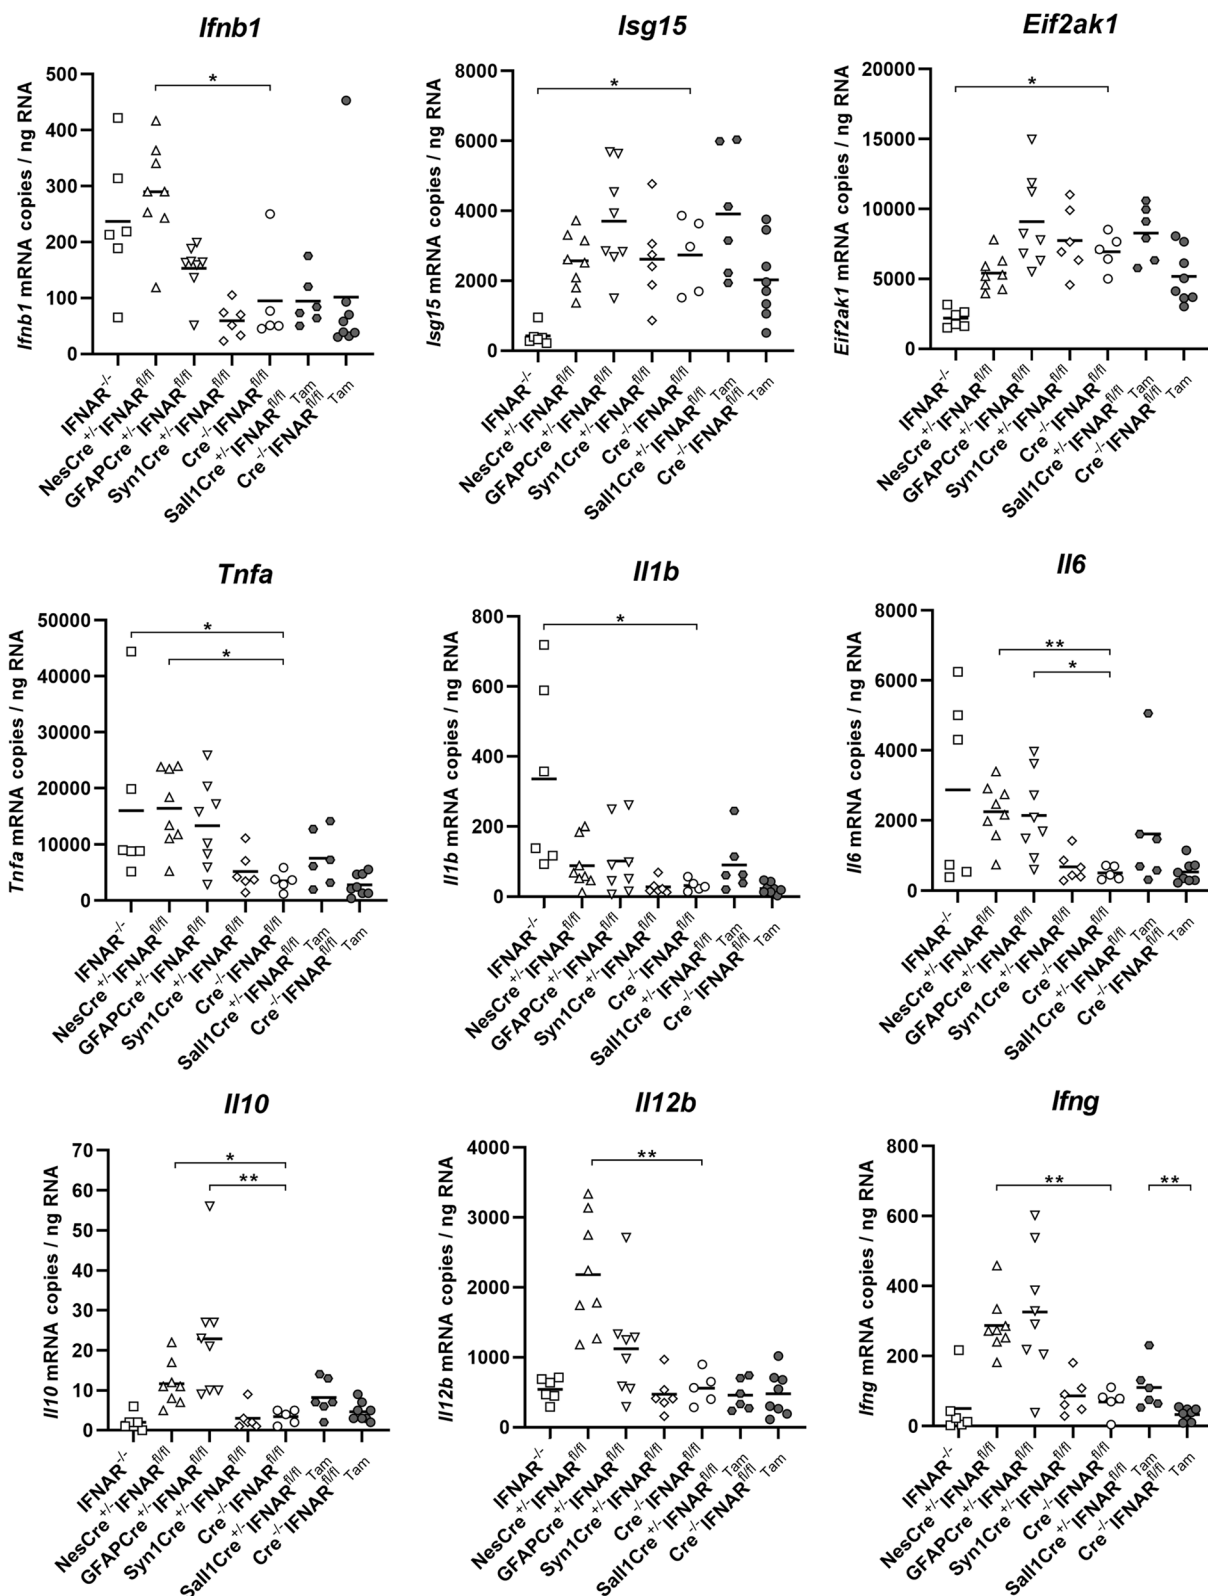 Ifnb1
Ifnb1 mRNA copies / ng RNA
500
400
300
200
100
0
*
IFNAR-/-
NesCre+/-IFNARfl/fl
GFAPCre+/-IFNARfl/fl
Syn1Cre+/-IFNARfl/fl
Cre-/-IFNARfl/fl
Sall1Cre+/-IFNARfl/fl Tam
Cre-/-IFNARfl/fl Tam
Isg15
Isg15 mRNA copies / ng RNA
8000
6000
4000
2000
0
*
IFNAR-/-
NesCre+/-IFNARfl/fl
GFAPCre+/-IFNARfl/fl
Syn1Cre+/-IFNARfl/fl
Cre-/-IFNARfl/fl
Sall1Cre+/-IFNARfl/fl Tam
Cre-/-IFNARfl/fl Tam
Eif2ak1
Eif2ak1 mRNA copies / ng RNA
20000
15000
10000
5000
0
*
IFNAR-/-
NesCre+/-IFNARfl/fl
GFAPCre+/-IFNARfl/fl
Syn1Cre+/-IFNARfl/fl
Cre-/-IFNARfl/fl
Sall1Cre+/-IFNARfl/fl Tam
Cre-/-IFNARfl/fl Tam
Tnfa
Tnfa mRNA copies / ng RNA
50000
40000
30000
20000
10000
0
*
*
IFNAR-/-
NesCre+/-IFNARfl/fl
GFAPCre+/-IFNARfl/fl
Syn1Cre+/-IFNARfl/fl
Cre-/-IFNARfl/fl
Sall1Cre+/-IFNARfl/fl Tam
Cre-/-IFNARfl/fl Tam
Il1b
Il1b mRNA copies / ng RNA
800
600
400
200
0
*
IFNAR-/-
NesCre+/-IFNARfl/fl
GFAPCre+/-IFNARfl/fl
Syn1Cre+/-IFNARfl/fl
Cre-/-IFNARfl/fl
Sall1Cre+/-IFNARfl/fl Tam
Cre-/-IFNARfl/fl Tam
Il6
Il6 mRNA copies / ng RNA
8000
6000
4000
2000
0
**
*
IFNAR-/-
NesCre+/-IFNARfl/fl
GFAPCre+/-IFNARfl/fl
Syn1Cre+/-IFNARfl/fl
Cre-/-IFNARfl/fl
Sall1Cre+/-IFNARfl/fl Tam
Cre-/-IFNARfl/fl Tam
Il10
Il10 mRNA copies / ng RNA
70
60
50
40
30
20
10
0
*
**
IFNAR-/-
NesCre+/-IFNARfl/fl
GFAPCre+/-IFNARfl/fl
Syn1Cre+/-IFNARfl/fl
Cre-/-IFNARfl/fl
Sall1Cre+/-IFNARfl/fl Tam
Cre-/-IFNARfl/fl Tam
Il12b
Il12b mRNA copies / ng RNA
4000
3000
2000
1000
0
**
IFNAR-/-
NesCre+/-IFNARfl/fl
GFAPCre+/-IFNARfl/fl
Syn1Cre+/-IFNARfl/fl
Cre-/-IFNARfl/fl
Sall1Cre+/-IFNARfl/fl Tam
Cre-/-IFNARfl/fl Tam
Ifng
Ifng mRNA copies / ng RNA
800
600
400
200
0
**
**
IFNAR-/-
NesCre+/-IFNARfl/fl
GFAPCre+/-IFNARfl/fl
Syn1Cre+/-IFNARfl/fl
Cre-/-IFNARfl/fl
Sall1Cre+/-IFNARfl/fl Tam
Cre-/-IFNARfl/fl Tam